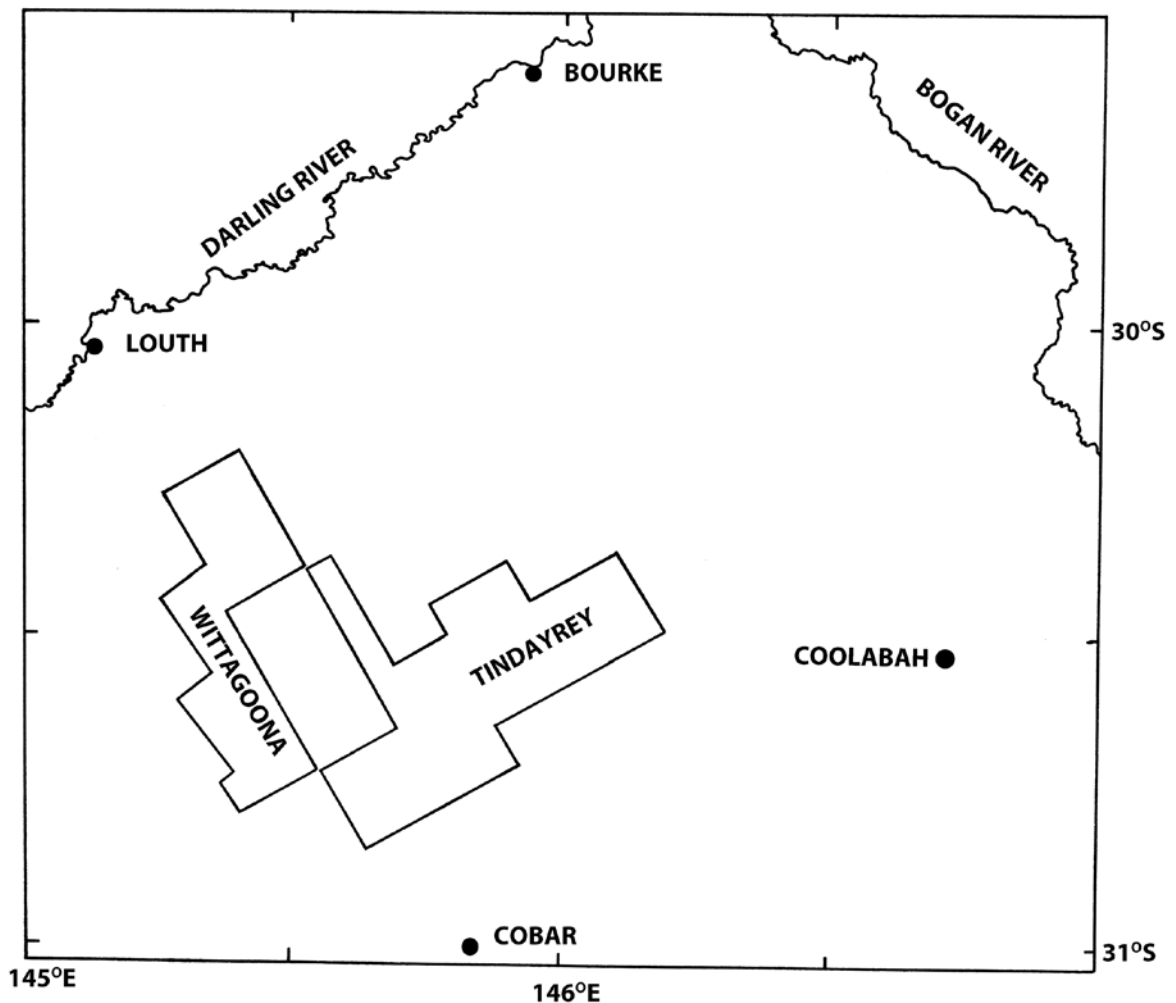 BOURKE
BOGAN RIVER
DARLING RIVER
LOUTH
30°S
WITTAGOONA
TINDAYREY
COOLABAH
COBAR
31°S
145°E
146°E